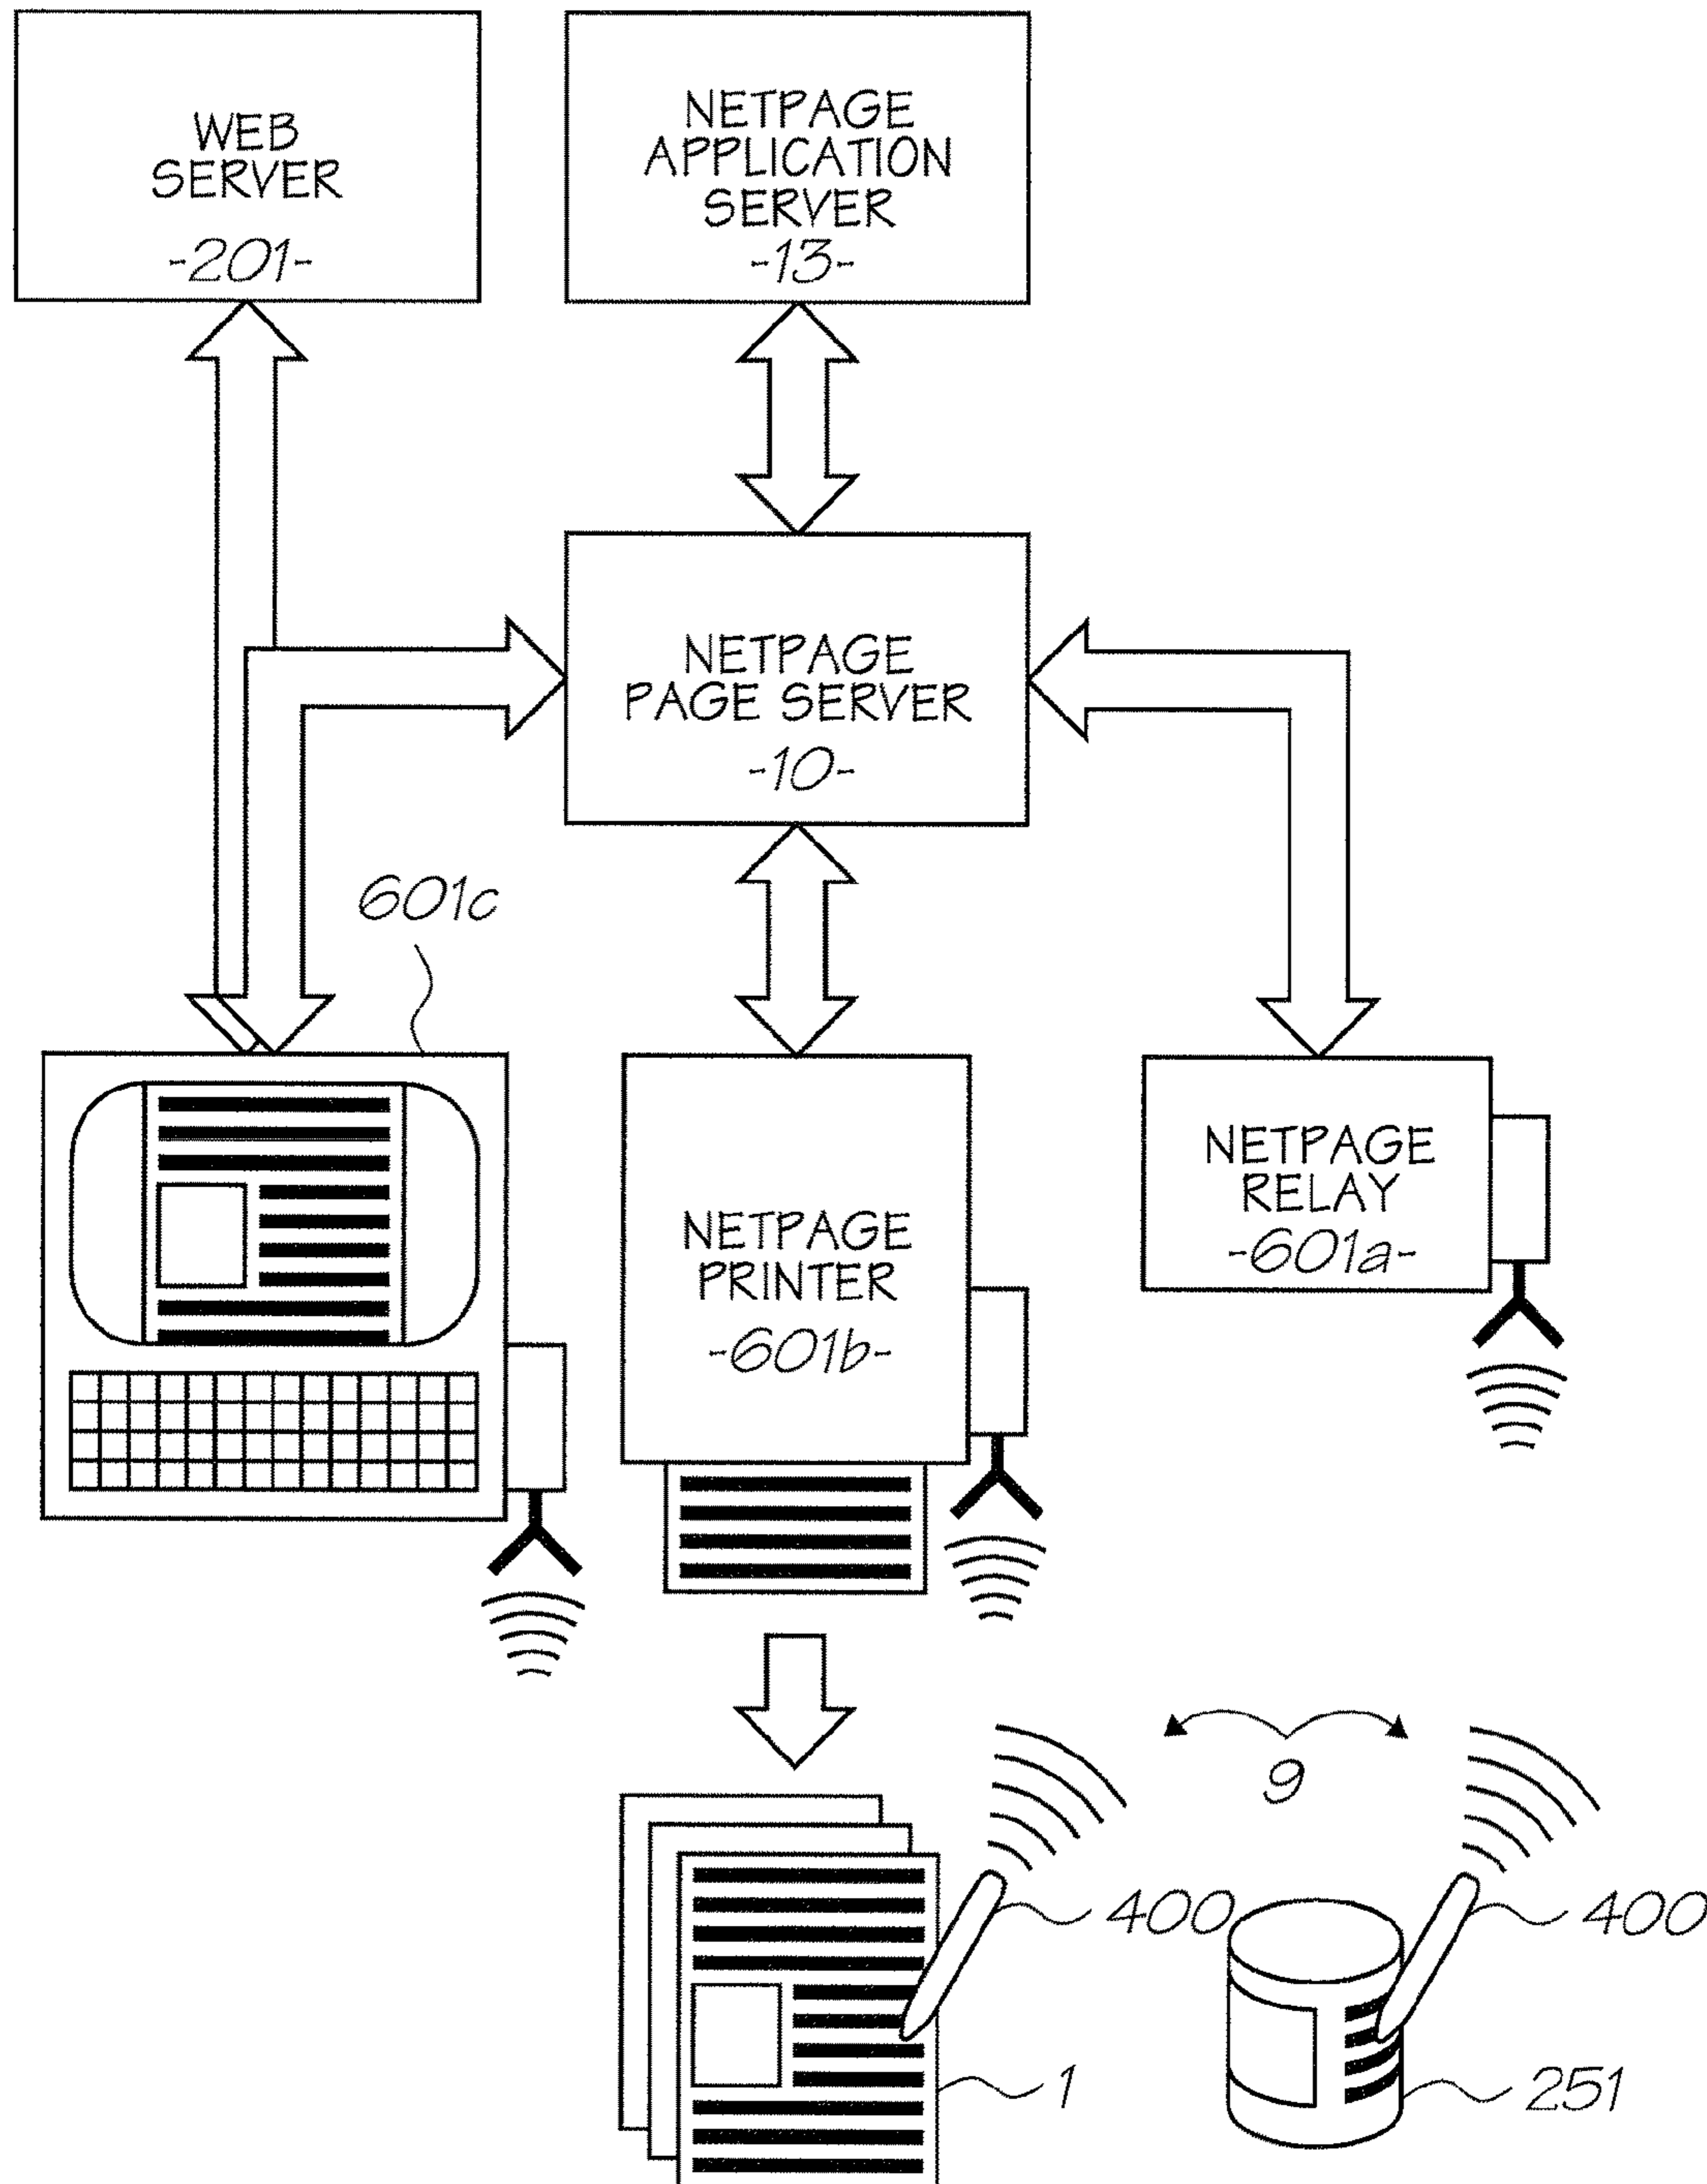 WEB
SERVER
-201-
NETPAGE
APPLICATION
SERVER
-13-
NETPAGE
PAGE SERVER
-10-
601c
NETPAGE
PRINTER
-601b-
NETPAGE
RELAY
-601a-
9
400
400
1
251